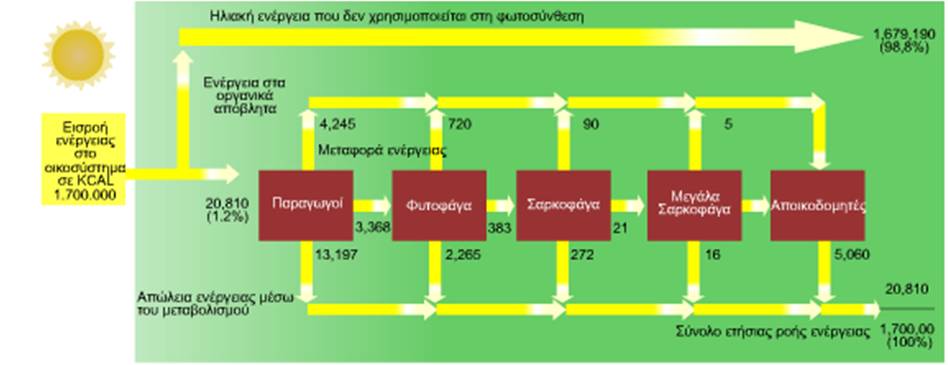 Ηλιακή ενέργεια που δεν χρησιμοποιείται στη φωτοσύνθεση
1,679,190
(98,8%)
Ενέργεια στα
οργανικά
απόβλητα
Εισροή
ενέργειας
στο
οικοσύστημα
σε KCAL
1.700.000
4,245
720
90
5
Μεταφορά ενέργειας
20,810
(1.2%)
Παραγωγοί
Φυτοφάγα
Σαρκοφάγα
Μεγάλα
Σαρκοφάγα
Αποικοδομητές
3,368
383
21
13,197
2,265
272
16
5,060
Απώλεια ενέργειας μέσω
του μεταβολισμού
20,810
Σύνολο ετήσιας ροής ενέργειας
1,700,00
(100%)